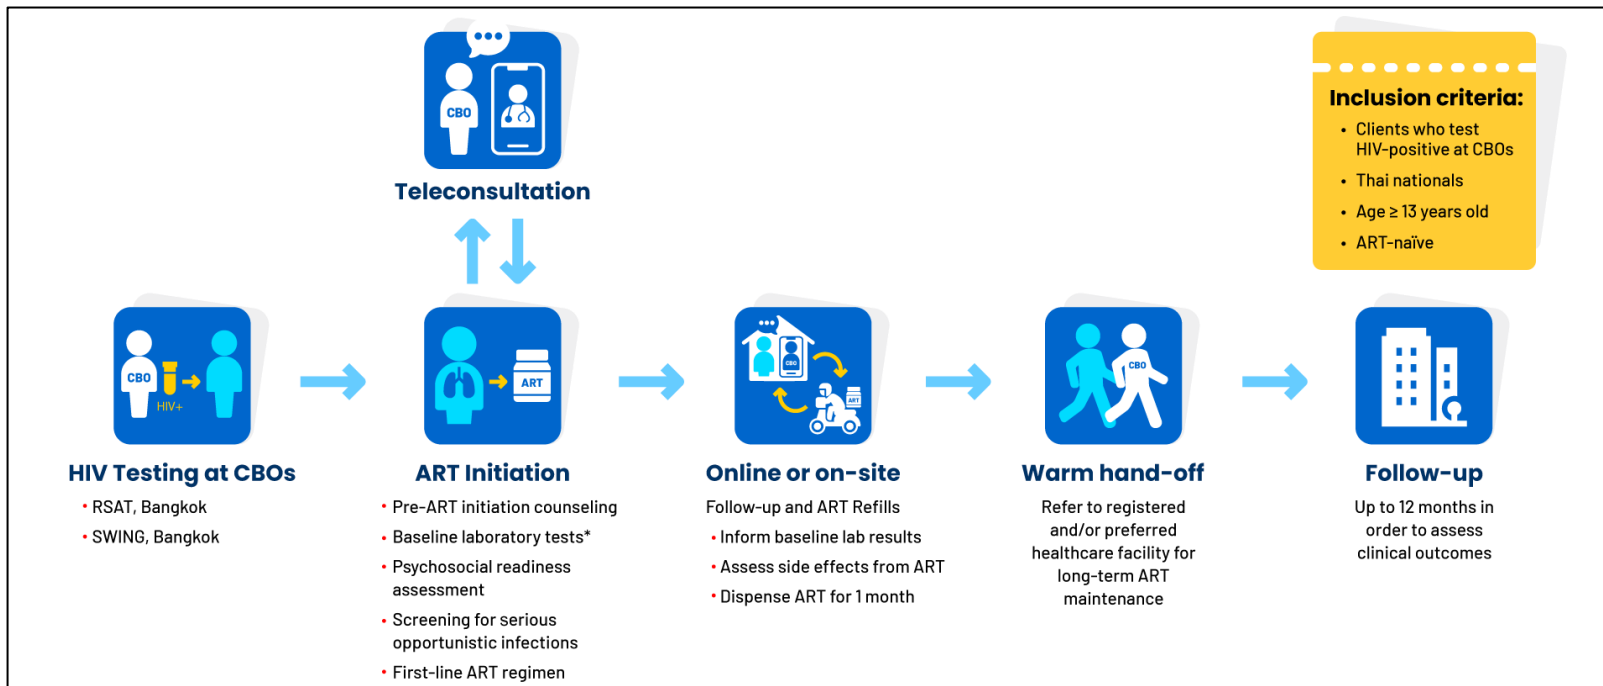 CBO
Teleconsultation
Inclusion criteria:
• Clients who test
HIV-positive at CBOs
• Thai nationals
• Age ≥ 13 years old
• ART-naïve
CBO
HIV+
HIV Testing at CBOs
• RSAT, Bangkok
• SWING, Bangkok
ART
ART Initiation
• Pre-ART initiation counseling
• Baseline laboratory tests*
• Psychosocial readiness
assessment
• Screening for serious
opportunistic infections
• First-line ART regimen
CBO
ART
Online or on-site
Follow-up and ART Refills
• Inform baseline lab results
• Assess side effects from ART
• Dispense ART for 1 month
CBO
Warm hand-off
Refer to registered
and/or preferred
healthcare facility for
long-term ART
maintenance
Follow-up
Up to 12 months in
order to assess
clinical outcomes